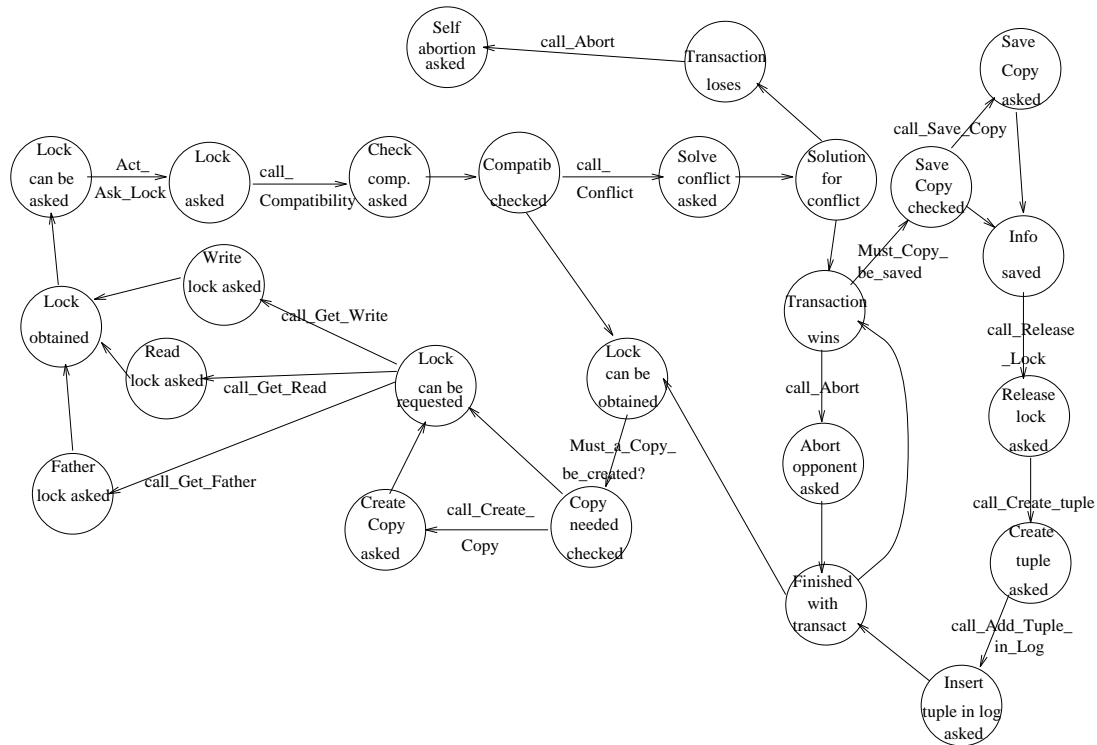 Self
abortion
asked
call_Abort
Transaction
loses
Save
Copy
asked
call_Save_Copy
Lock
can be
asked
Act_
Ask_Lock
Lock
asked
call_
Compatibility
Check
comp.
asked
Compatib
checked
call_
Conflict
Solve
conflict
asked
Solution
for
conflict
Save
Copy
checked
Must_Copy_
be_saved
Info
saved
Write
lock asked
Lock
obtained
call_Get_Write
Transaction
wins
call_Release
_Lock
Read
lock asked
call_Get_Read
Lock
can be
requested
Lock
can be
obtained
call_Abort
Release
lock
asked
Father
lock asked
call_Get_Father
Must_a_Copy_
be_created?
Abort
opponent
asked
Create
Copy
asked
call_Create_
Copy
Copy
needed
checked
call_Create_tuple
Create
tuple
asked
Finished
with
transact
call_Add_Tuple_
in_Log
Insert
tuple in log
asked